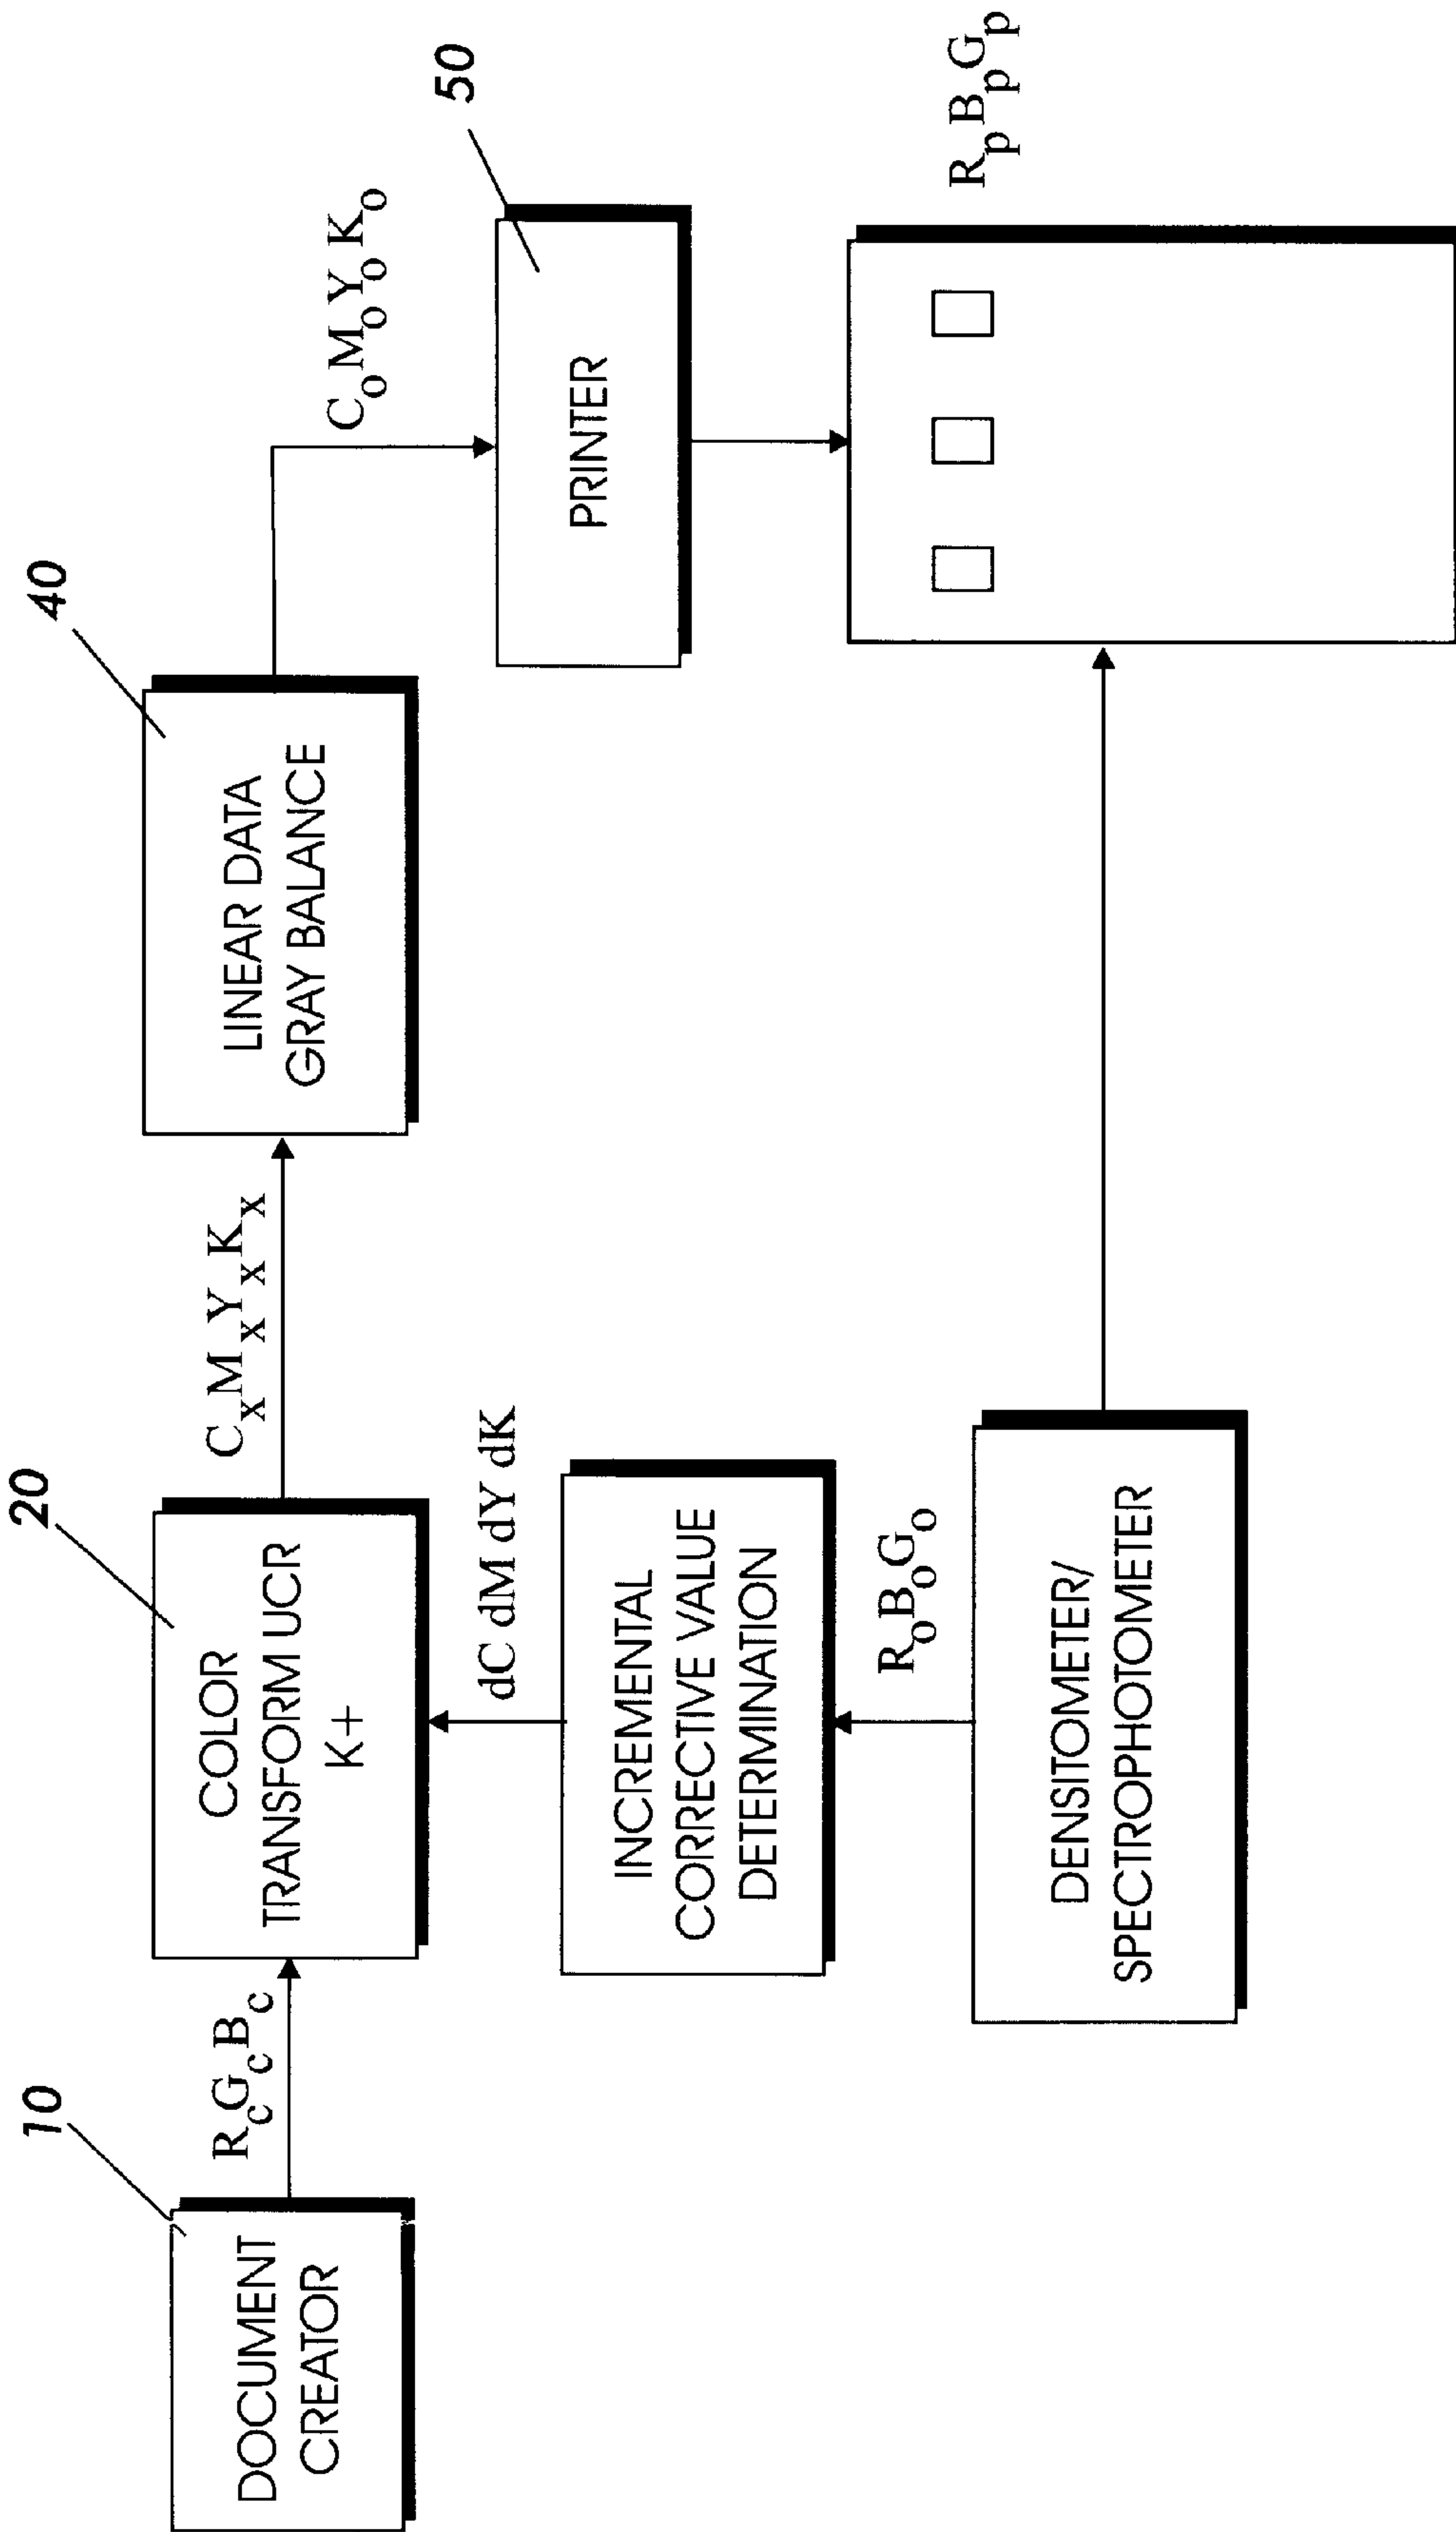 10
DOCUMENT
CREATOR
RcGcBc
20
COLOR
TRANSFORM UCR
K+
CxMxYxKx
40
LINEAR DATA
GRAY BALANCE
CoMoYoKo
50
PRINTER
RpBpGp
dC dM dY dK
INCREMENTAL
CORRECTIVE VALUE
DETERMINATION
RoBoGo
DENSITOMETER/
SPECTROPHOTOMETER